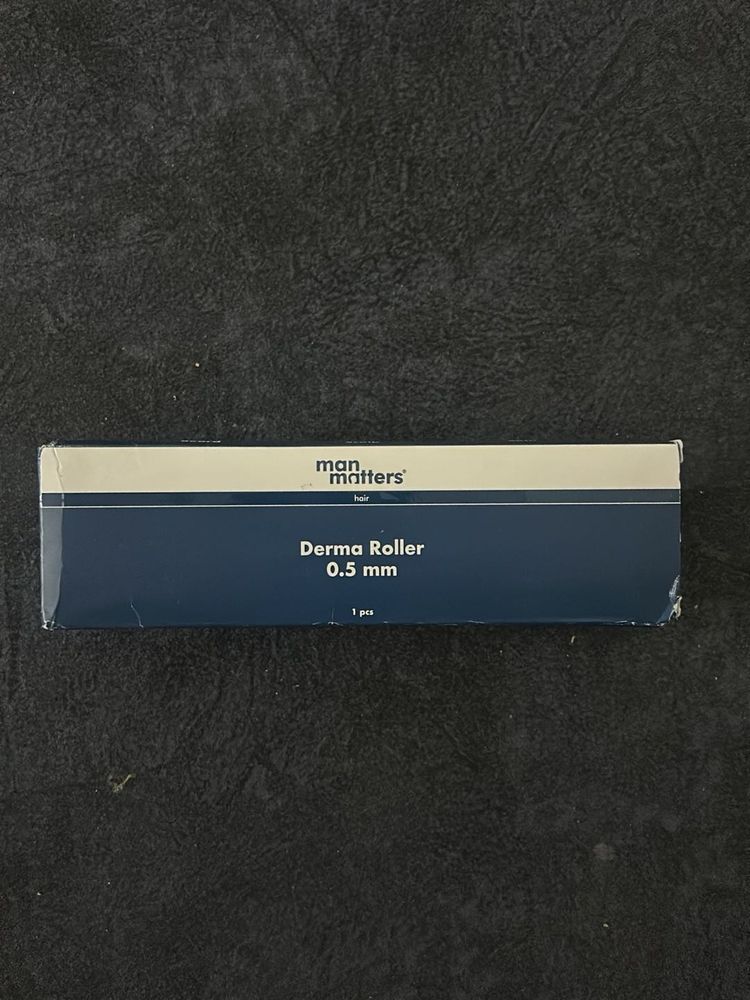 man
matters®
hair
Derma Roller
0.5 mm
1 pcs